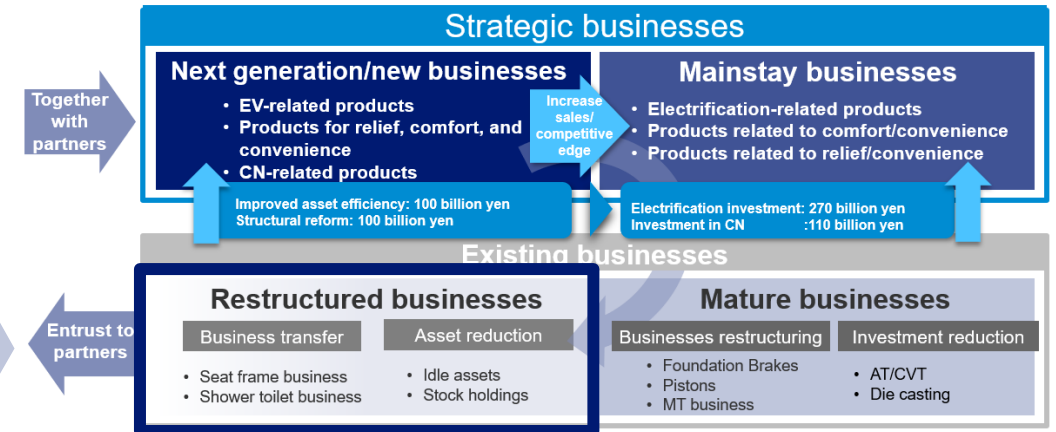 Strategic businesses
Together
with
partners
Next generation/new businesses
• EV-related products
• Products for relief, comfort, and
convenience
• CN-related products
Increase
sales/
competitive
edge
Mainstay businesses
• Electrification-related products
• Products related to comfort/convenience
• Products related to relief/convenience
Improved asset efficiency: 100 billion yen
Structural reform: 100 billion yen
Electrification investment: 270 billion yen
Investment in CN :110 billion yen
Existing businesses
Entrust to
partners
Restructured businesses
Business transfer
• Seat frame business
• Shower toilet business
Asset reduction
• Idle assets
• Stock holdings
Mature businesses
Businesses restructuring
• Foundation Brakes
• Pistons
• MT business
Investment reduction
• AT/CVT
• Die casting